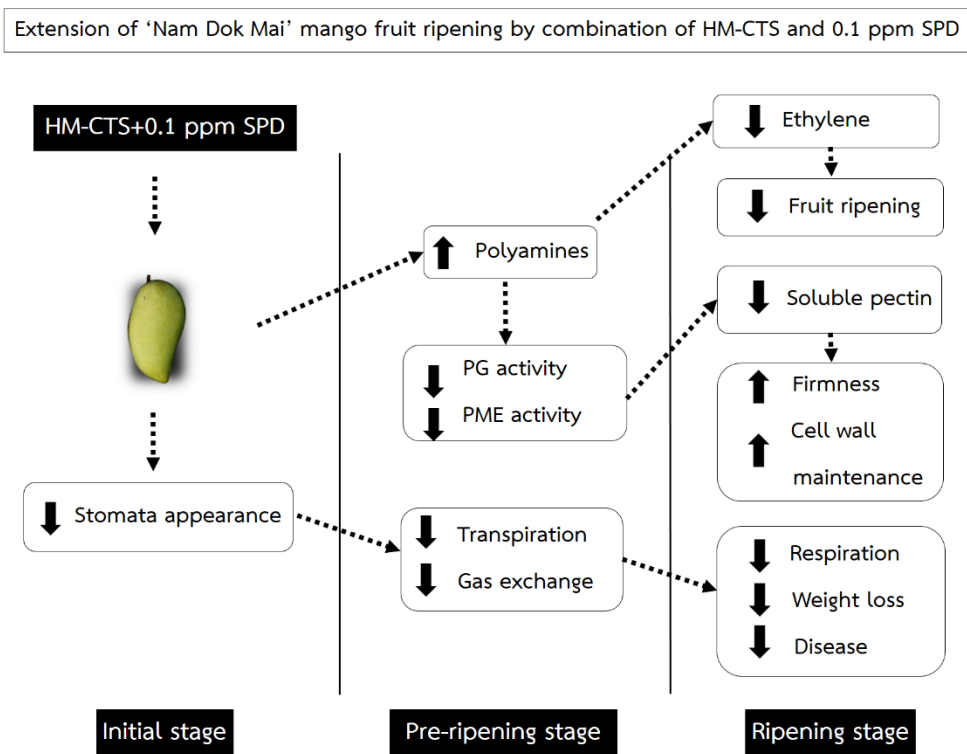 Extension of ‘Nam Dok Mai’ mango fruit ripening by combination of HM-CTS and 0.1 ppm SPD
HM-CTS+0.1 ppm SPD
Stomata appearance
Initial stage
Polyamines
PG activity
PME activity
Transpiration
Gas exchange
Pre-ripening stage
Ethylene
Fruit ripening
Soluble pectin
Firmness
Cell wall
maintenance
Respiration
Weight loss
Disease
Ripening stage